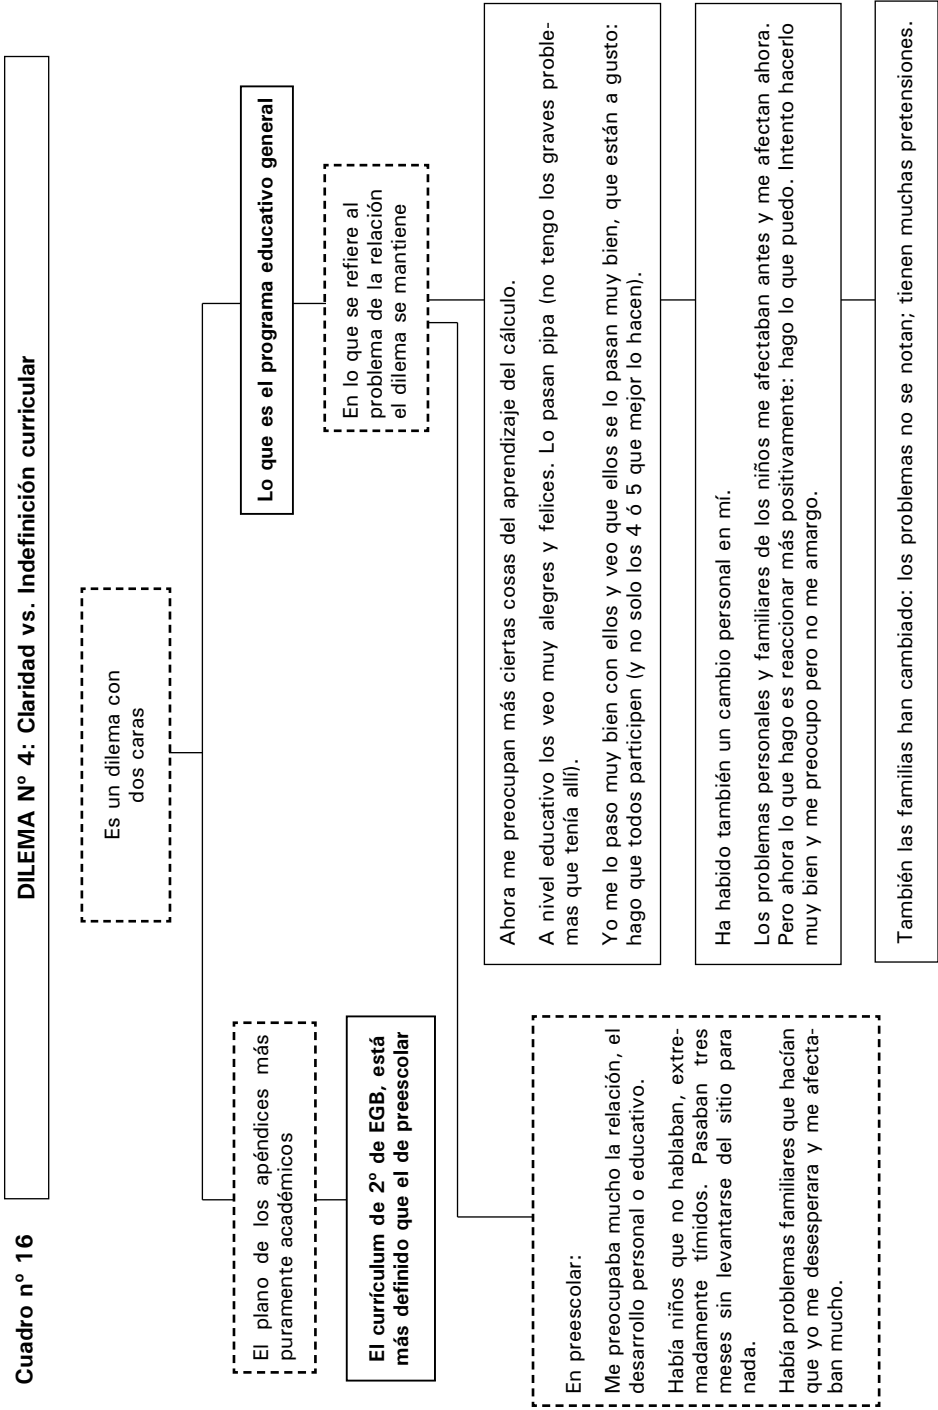 Cuadro nº 16
DILEMA Nº 4: Claridad vs. Indefinición curricular
Es un dilema con
dos caras
El plano de los apéndices más
puramente académicos
El currículum de 2º de EGB, está
más definido que el de preescolar
Lo que es el programa educativo general
En lo que se refiere al
problema de la relación
el dilema se mantiene
En preescolar:
Me preocupaba mucho la relación, el
desarrollo personal o educativo.
Había niños que no hablaban, extre-
madamente tímidos. Pasaban tres
meses sin levantarse del sitio para
nada.
Había problemas familiares que hacían
que yo me desesperara y me afecta-
ban mucho.
Ahora me preocupan más ciertas cosas del aprendizaje del cálculo.
A nivel educativo los veo muy alegres y felices. Lo pasan pipa (no tengo los graves proble-
mas que tenía allí).
Yo me lo paso muy bien con ellos y veo que ellos se lo pasan muy bien, que están a gusto:
hago que todos participen (y no solo los 4 ó 5 que mejor lo hacen).
Ha habido también un cambio personal en mí.
Los problemas personales y familiares de los niños me afectaban antes y me afectan ahora.
Pero ahora lo que hago es reaccionar más positivamente: hago lo que puedo. Intento hacerlo
muy bien y me preocupo pero no me amargo.
También las familias han cambiado: los problemas no se notan; tienen muchas pretensiones.